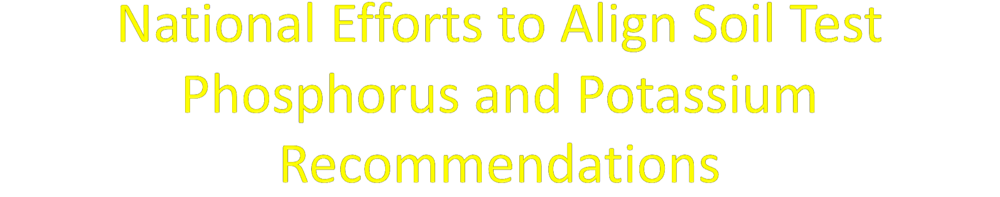 National Efforts to Align Soil Test
Phosphorus and Potassium
Recommendations